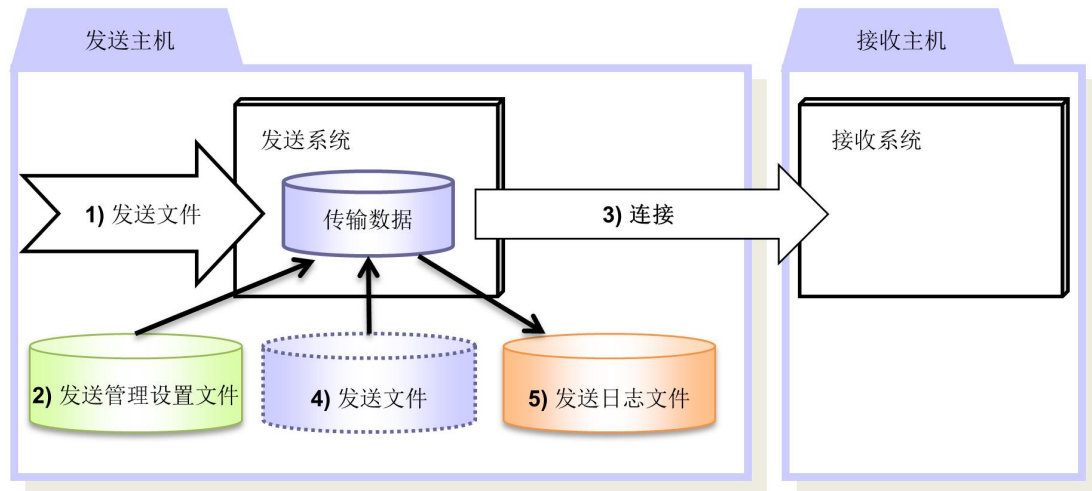 发送主机
接收主机
发送系统
接收系统
1) 发送文件
传输数据
3) 连接
2) 发送管理设置文件
4) 发送文件
5) 发送日志文件